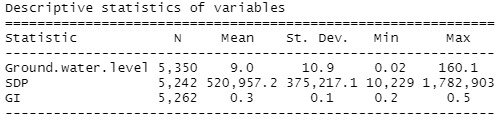 Descriptive statistics of variables
==========================================================
Statistic N Mean St. Dev. Min Max
----------------------------------------------------------
Ground.water.level 5,350 9.0 10.9 0.02 160.1
SDP 5,242 520,957.2 375,217.1 10,229 1,782,903
GI 5,262 0.3 0.1 0.2 0.5
----------------------------------------------------------